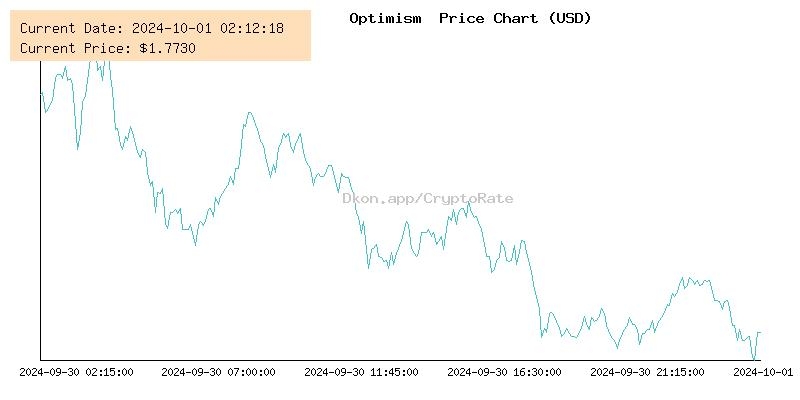 Optimism Price Chart (USD)
Current Date: 2024-10-01 02:12:18
Current Price: $1.7730
Dkon.app/CryptoRate
2024-09-30 02:15:00 2024-09-30 07:00:00 2024-09-30 11:45:00 2024-09-30 16:30:00 2024-09-30 21:15:00 2024-10-01